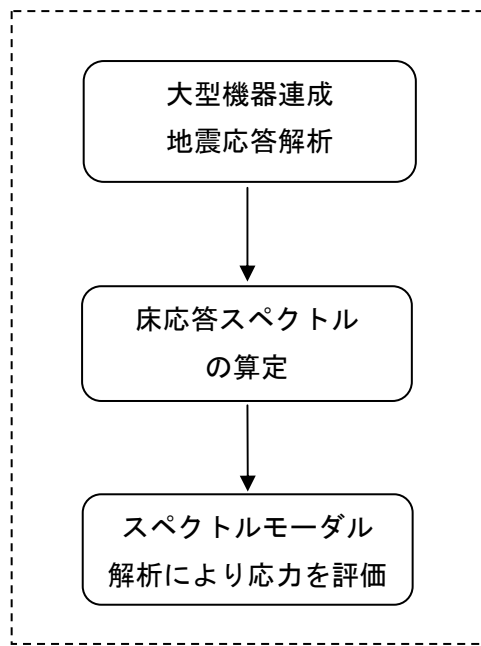 大型機器連成
地震応答解析
床応答スペクトル
の算定
スペクトルモーダル
解析により応力を評価